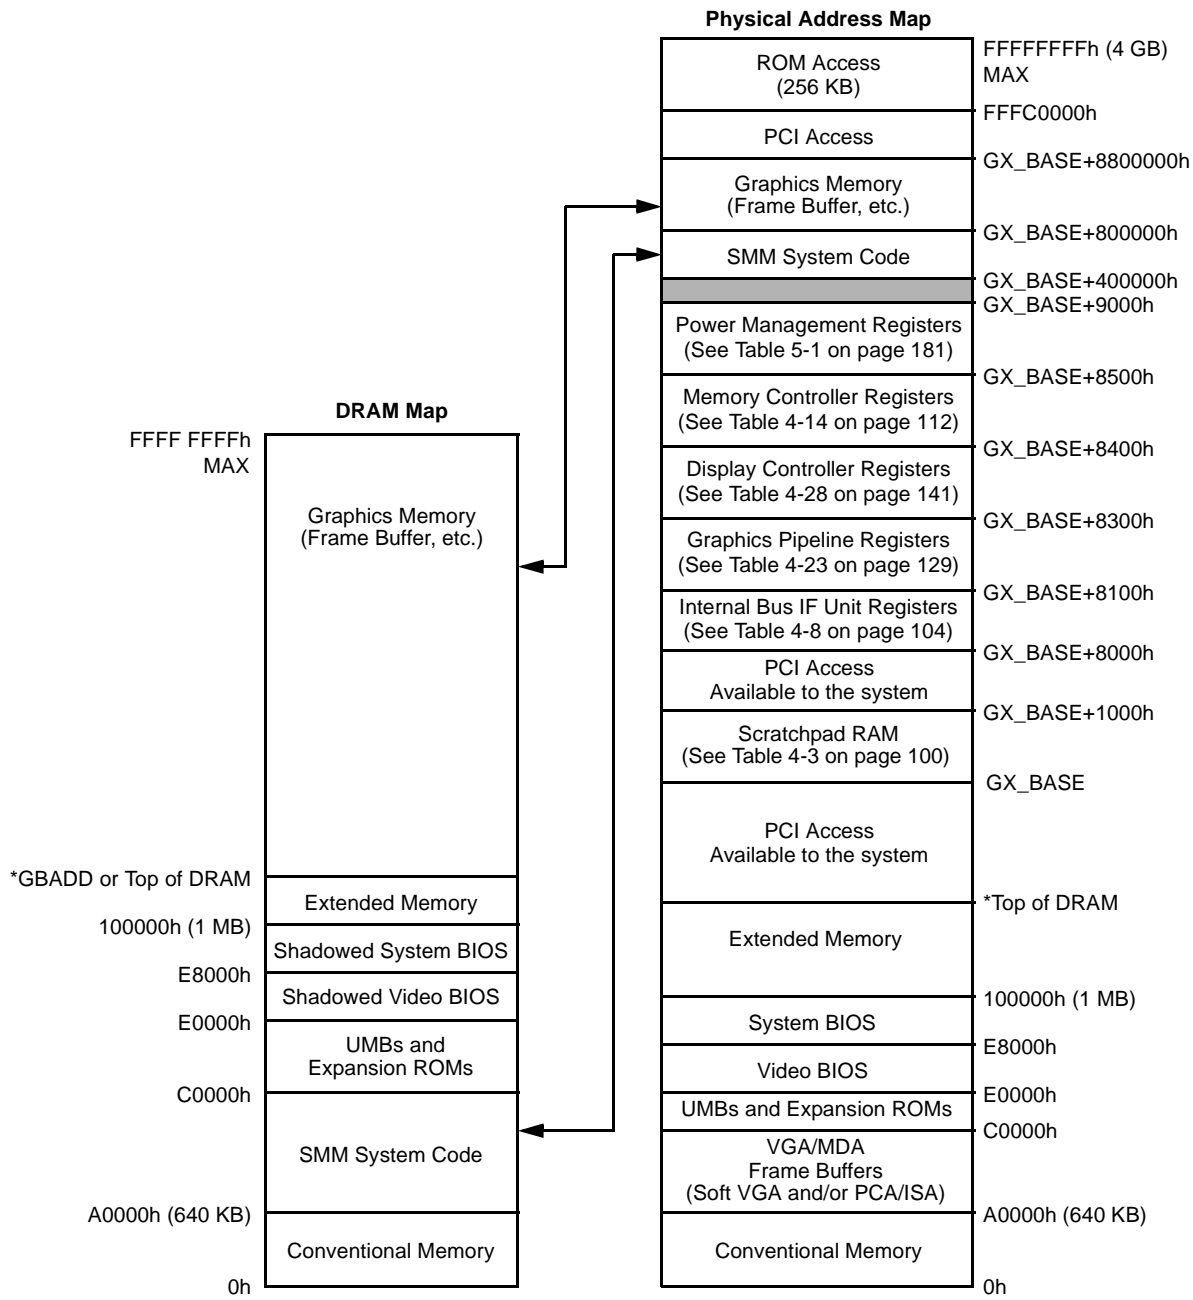 Physical Address Map
FFFFFFFFh (4 GB)
MAX
ROM Access
(256 KB)
FFFC0000h
PCI Access
GX_BASE+8800000h
Graphics Memory
(Frame Buffer, etc.)
GX_BASE+800000h
SMM System Code
GX_BASE+400000h
GX_BASE+9000h
Power Management Registers
(See Table 5-1 on page 181)
GX_BASE+8500h
Memory Controller Registers
(See Table 4-14 on page 112)
GX_BASE+8400h
Display Controller Registers
(See Table 4-28 on page 141)
GX_BASE+8300h
Graphics Pipeline Registers
(See Table 4-23 on page 129)
GX_BASE+8100h
Internal Bus IF Unit Registers
(See Table 4-8 on page 104)
GX_BASE+8000h
PCI Access
Available to the system
GX_BASE+1000h
Scratchpad RAM
(See Table 4-3 on page 100)
GX_BASE
PCI Access
Available to the system
*Top of DRAM
Extended Memory
100000h (1 MB)
System BIOS
E8000h
Video BIOS
E0000h
UMBs and Expansion ROMs
C0000h
VGA/MDA
Frame Buffers
(Soft VGA and/or PCA/ISA)
A0000h (640 KB)
Conventional Memory
0h
DRAM Map
FFFF FFFFh
MAX
Graphics Memory
(Frame Buffer, etc.)
*GBADD or Top of DRAM
Extended Memory
100000h (1 MB)
Shadowed System BIOS
E8000h
Shadowed Video BIOS
E0000h
UMBs and
Expansion ROMs
C0000h
SMM System Code
A0000h (640 KB)
Conventional Memory
0h